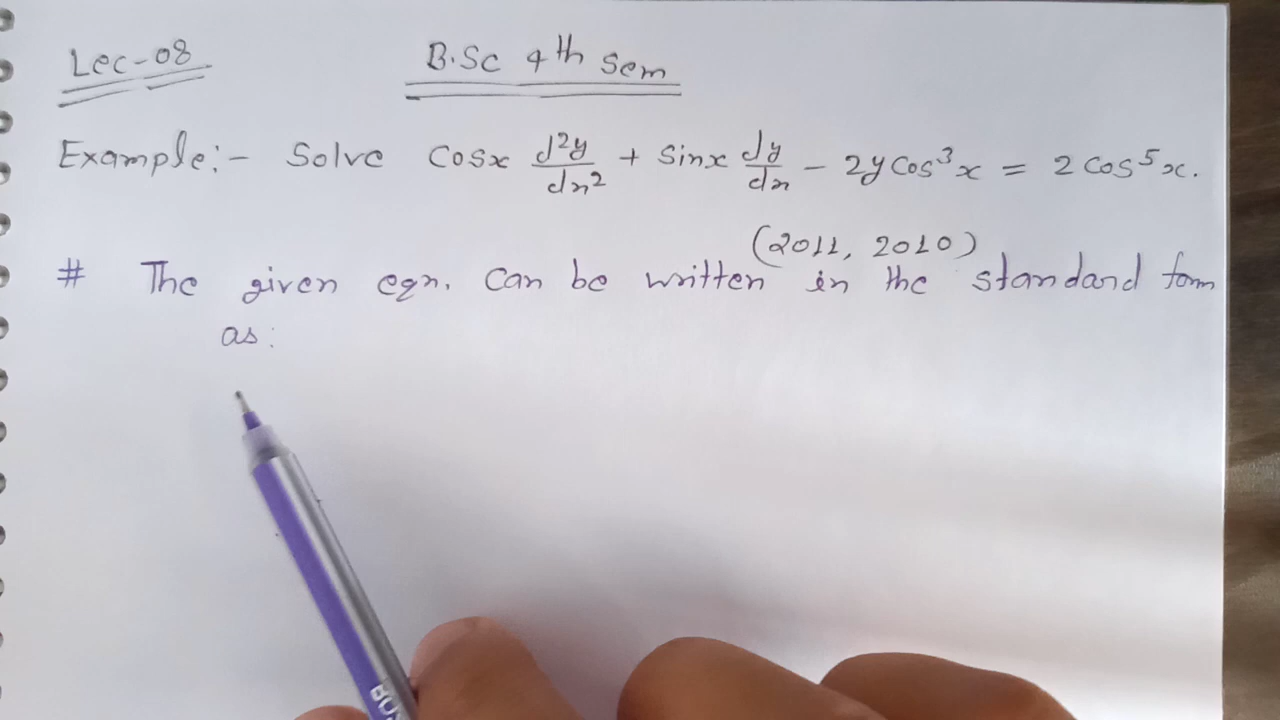 Lec-08
B.Sc 4th Sem
Example:- Solve cosx d²y/dx² + sinx dy/dx - 2y cos³x = 2 cos⁵x.
(2011, 2010)
# The given eqn. can be written in the standard form
as: